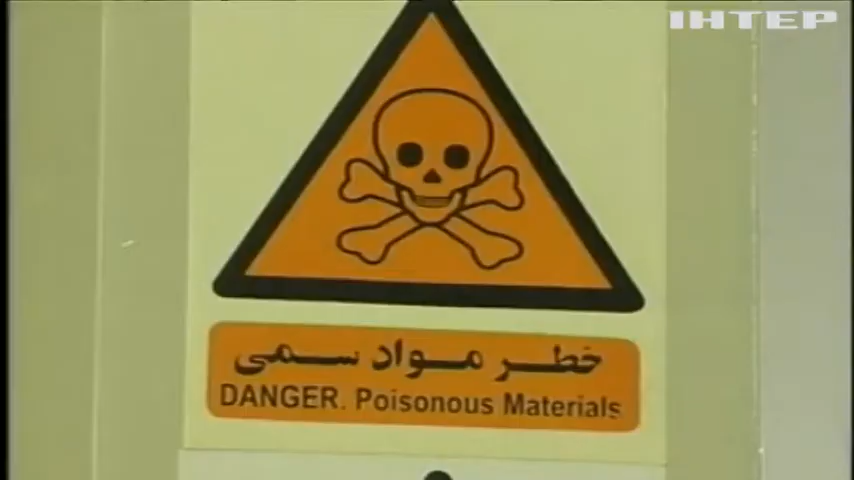 ІНТЕР
خطر مواد سمی
DANGER. Poisonous Materials